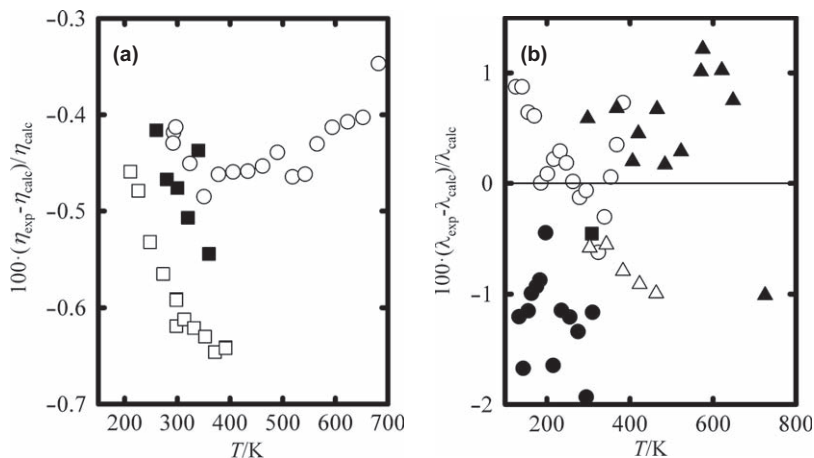 (a)
100·(ηexp-ηcalc)/ηcalc
-0.3
-0.4
-0.5
-0.6
-0.7
200 300 400 500 600 700
T/K
(b)
100·(λexp-λcalc)/λcalc
1
0
-1
-2
200 400 600 800
T/K